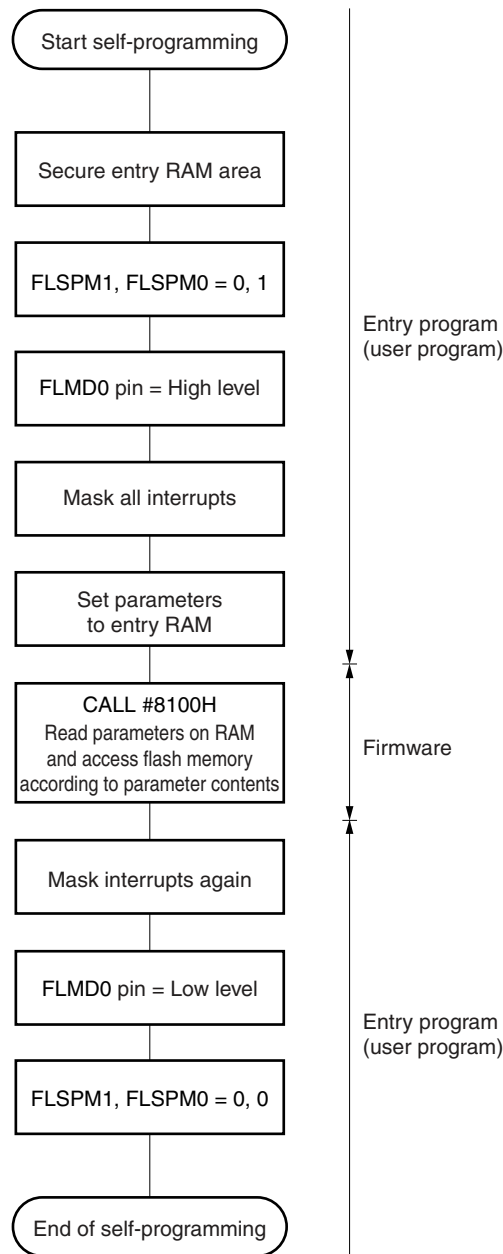 Start self-programming
Secure entry RAM area
FLSPM1, FLSPM0 = 0, 1
Entry program
(user program)
FLMD0 pin = High level
Mask all interrupts
Set parameters
to entry RAM
CALL #8100H
Read parameters on RAM
and access flash memory
according to parameter contents
Firmware
Mask interrupts again
FLMD0 pin = Low level
Entry program
(user program)
FLSPM1, FLSPM0 = 0, 0
End of self-programming